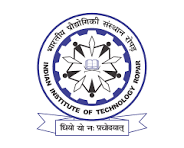 भारतीय प्रौद्योगिकी संस्थान रोपड़
INDIAN INSTITUTE OF TECHNOLOGY ROPAR
धियो यो नः प्रचोदयात्